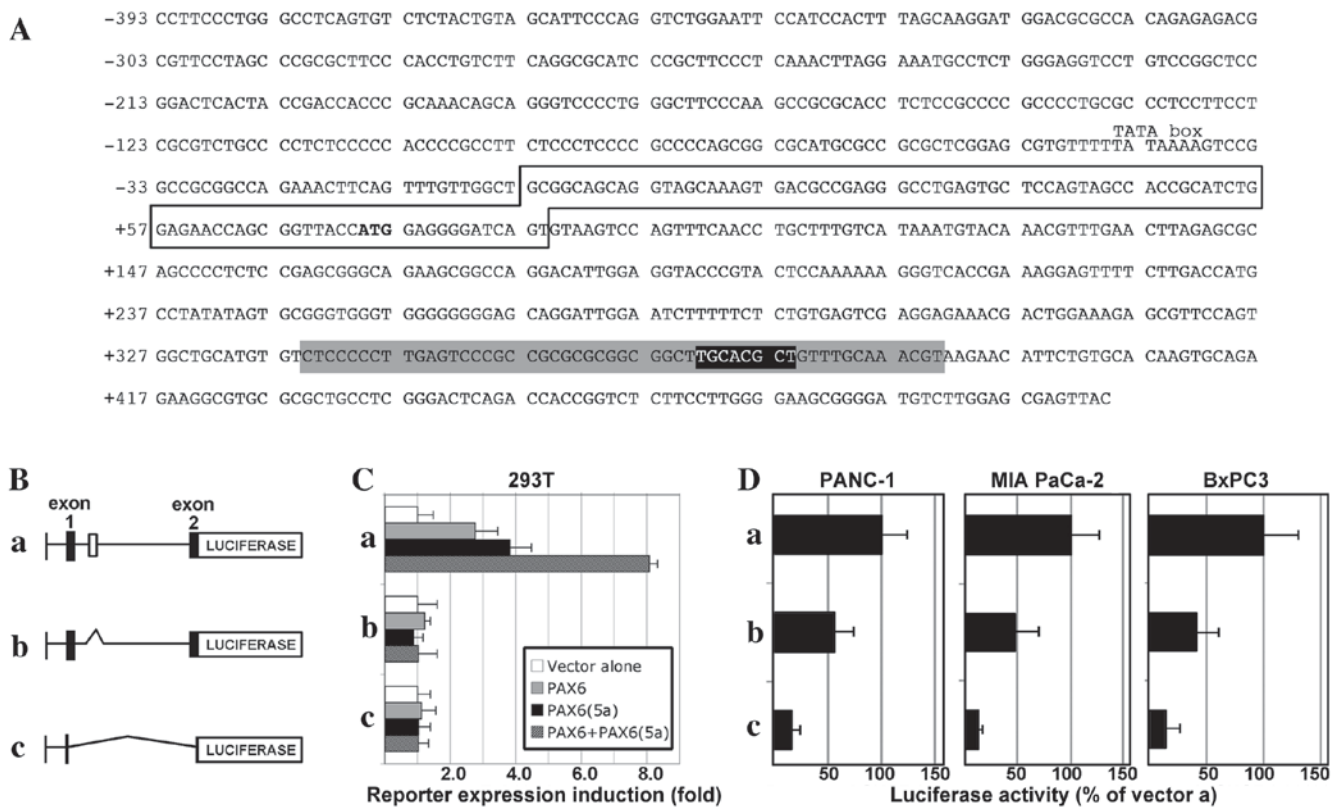 A
-393 CCTTCCCTGG GCCTCAGTGT CTCTACTGTA GCATTCCCAG GTCTGGAATT CCATCCACTT TAGCAAGGAT GGACGCGCCA CAGAGAGACG
-303 CGTTCCTAGC CCGCGCTTCC CACCTGTCTT CAGGCGCATC CCGCTTCCCT CAAACTTAGG AAATGCCTCT GGGAGGTCCT GTCCGGCTCC
-213 GGACTCACTA CCGACCACCC GCAAACAGCA GGGTCCCCTG GGCTTCCCAA GCCGCGCACC TCTCCGCCCC GCCCCTGCGC CCTCCTTCCT
TATA box
-123 CGCGTCTGCC CCTCTCCCCC ACCCCGCCTT CTCCCTCCCC GCCCCAGCGG CGCATGCGCC GCGCTCGGAG CGTGTTTTTA TAAAAGTCCG
-33 GCCGCGGCCA GAAACTTCAG TTTGTTGGCT GCGGCAGCAG GTAGCAAAGT GACGCCGAGG GCCTGAGTGC TCCAGTAGCC ACCGCATCTG
+57 GAGAACCAGC GGTTACCATG GAGGGGATCA GTGTAAGTCC AGTTTCAACC TGCTTTGTCA TAAATGTACA AACGTTTGAA CTTAGAGCGC
+147 AGCCCCTCTC CGAGCGGGCA GAAGCGGCCA GGACATTGGA GGTACCCGTA CTCCAAAAAA GGGTCACCGA AAGGAGTTTT CTTGACCATG
+237 CCTATATAGT GCGGGTGGGT GGGGGGGGAG CAGGATTGGA ATCTTTTTCT CTGTGAGTCG AGGAGAAACG ACTGGAAAGA GCGTTCCAGT
+327 GGCTGCATGT GTCTCCCCCT TGAGTCCCGC CGCGCGCGGC GGCTTGCACG CTGTTTGCAA ACGTAAGAAC ATTCTGTGCA CAAGTGCAGA
+417 GAAGGCGTGC GCGCTGCCTC GGGACTCAGA CCACCGGTCT CTTCCTTGGG GAAGCGGGGA TGTCTTGGAG CGAGTTAC
B
exon 1
exon 2
a
LUCIFERASE
b
LUCIFERASE
c
LUCIFERASE
C
293T
a
b
c
Vector alone
PAX6
PAX6(5a)
PAX6+PAX6(5a)
2.0 4.0 6.0 8.0
Reporter expression induction (fold)
D
PANC-1 MIA PaCa-2 BxPC3
a
b
c
50 100 150 50 100 150 50 100 150
Luciferase activity (% of vector a)